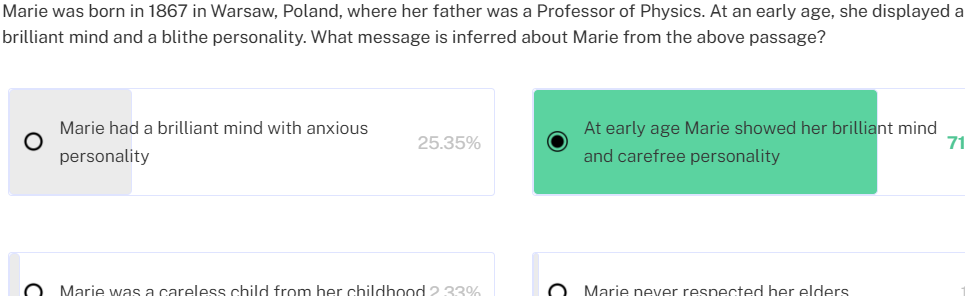 Marie was born in 1867 in Warsaw, Poland, where her father was a Professor of Physics. At an early age, she displayed a
brilliant mind and a blithe personality. What message is inferred about Marie from the above passage?
Marie had a brilliant mind with anxious
personality
25.35%
At early age Marie showed her brilliant mind
and carefree personality
71
Marie was a careless child from her childhood 2.33%
Marie never respected her elders